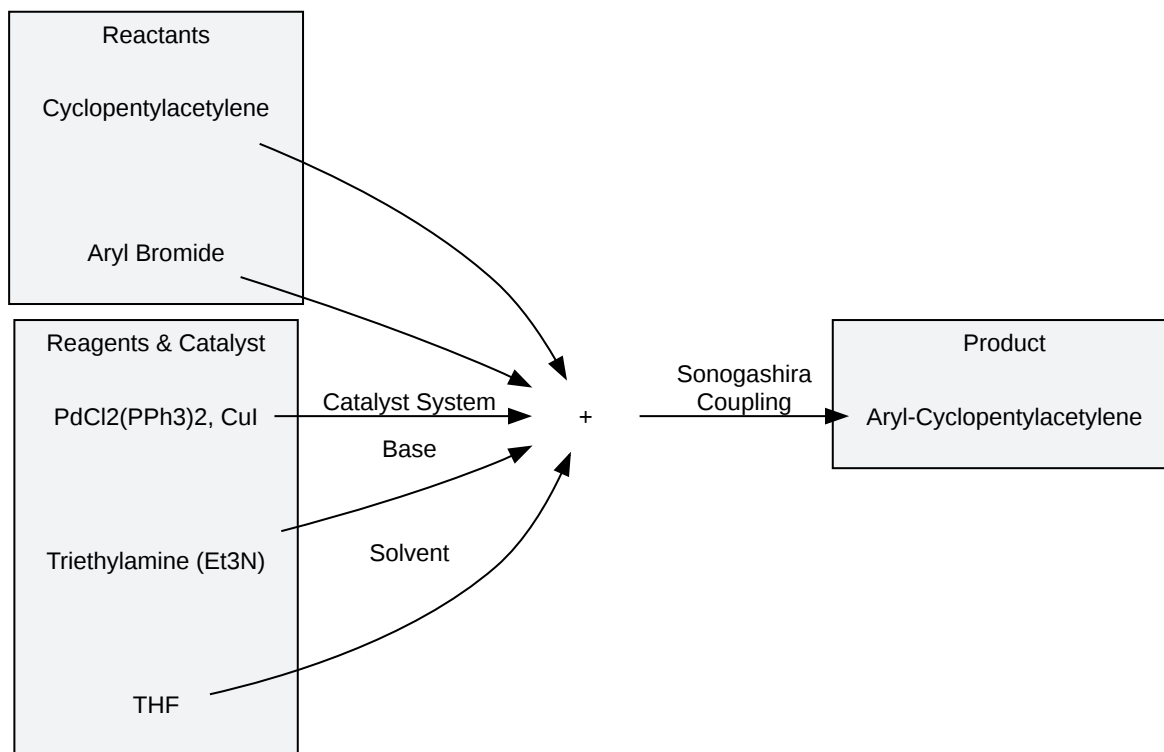 Reactants
Cyclopentylacetylene
Aryl Bromide
Reagents & Catalyst
PdCl2(PPh3)2, CuI
Triethylamine (Et3N)
THF
Catalyst System
Base
Solvent
+
Sonogashira
Coupling
Product
Aryl-Cyclopentylacetylene